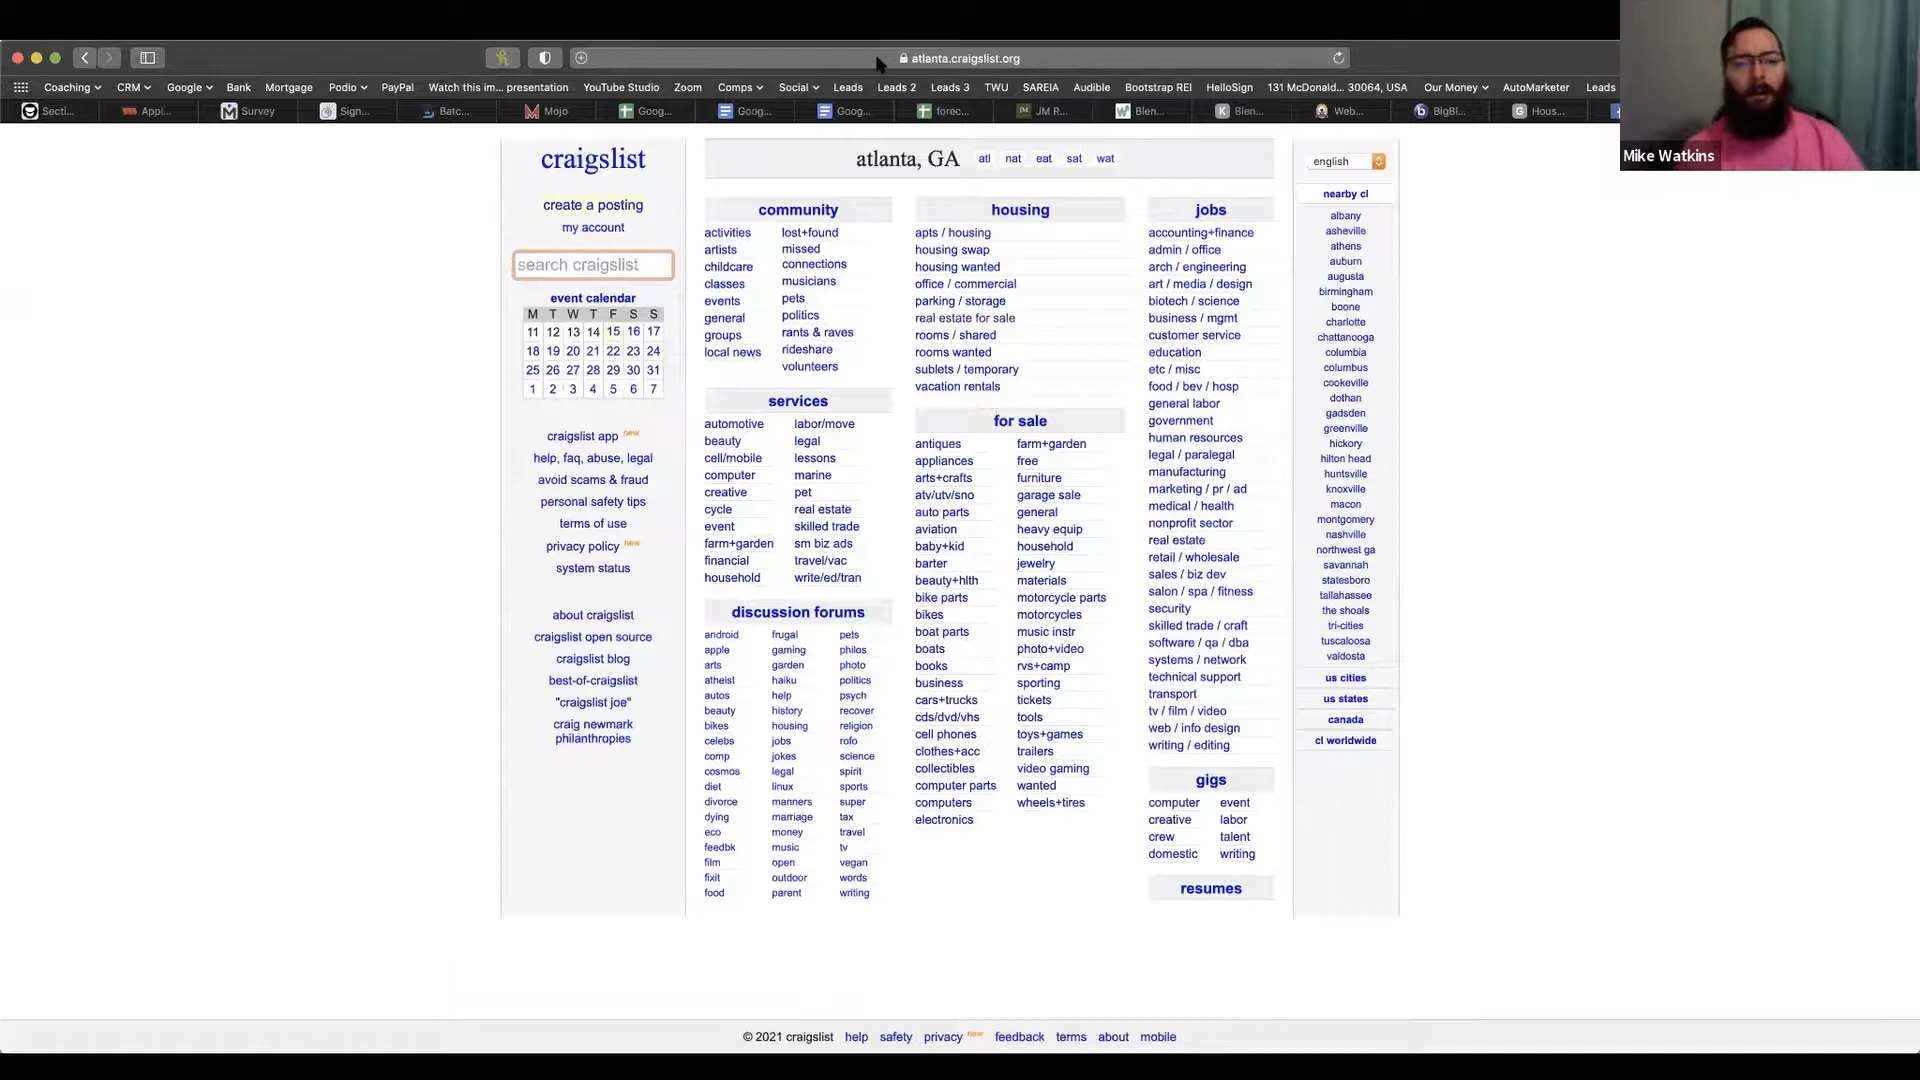 atlanta.craigslist.org
Coaching CRM Google Bank Mortgage Podio PayPal Watch this im... presentation YouTube Studio Zoom Comps Social Leads Leads 2 Leads 3 TWU SAREIA Audible Bootstrap REI HelloSign 131 McDonald... 30064, USA Our Money AutoMarketer Leads
Secti... Appl... Survey Sign... Batc... Mojo Goog... Goog... Goog... forec... JM R... Blen... Blen... Web... BigBl... Hous...
Mike Watkins
craigslist
create a posting
my account
search craigslist
event calendar
M T W T F S S
11 12 13 14 15 16 17
18 19 20 21 22 23 24
25 26 27 28 29 30 31
1 2 3 4 5 6 7
craigslist app new
help, faq, abuse, legal
avoid scams & fraud
personal safety tips
terms of use
privacy policy new
system status
about craigslist
craigslist open source
craigslist blog
best-of-craigslist
"craigslist joe"
craig newmark
philanthropies
atlanta, GA atl nat eat sat wat
community
activities
artists
childcare
classes
events
general
groups
local news
lost+found
missed
connections
musicians
pets
politics
rants & raves
rideshare
volunteers
services
automotive
beauty
cell/mobile
computer
creative
cycle
event
farm+garden
financial
household
labor/move
legal
lessons
marine
pet
real estate
skilled trade
sm biz ads
travel/vac
write/ed/tran
discussion forums
android
apple
arts
atheist
autos
beauty
bikes
celebs
comp
cosmos
diet
divorce
dying
eco
feedbk
film
fixit
food
frugal
gaming
garden
haiku
help
history
housing
jobs
jokes
legal
linux
manners
marriage
money
music
open
outdoor
parent
pets
philos
photo
politics
psych
recover
religion
rofo
science
spirit
sports
super
tax
travel
tv
vegan
words
writing
housing
apts / housing
housing swap
housing wanted
office / commercial
parking / storage
real estate for sale
rooms / shared
rooms wanted
sublets / temporary
vacation rentals
for sale
antiques
appliances
arts+crafts
atv/utv/sno
auto parts
aviation
baby+kid
barter
beauty+hlth
bike parts
bikes
boat parts
boats
books
business
cars+trucks
cds/dvd/vhs
cell phones
clothes+acc
collectibles
computer parts
computers
electronics
farm+garden
free
furniture
garage sale
general
heavy equip
household
jewelry
materials
motorcycle parts
motorcycles
music instr
photo+video
rvs+camp
sporting
tickets
tools
toys+games
trailers
video gaming
wanted
wheels+tires
jobs
accounting+finance
admin / office
arch / engineering
art / media / design
biotech / science
business / mgmt
customer service
education
etc / misc
food / bev / hosp
general labor
government
human resources
legal / paralegal
manufacturing
marketing / pr / ad
medical / health
nonprofit sector
real estate
retail / wholesale
sales / biz dev
salon / spa / fitness
security
skilled trade / craft
software / qa / dba
systems / network
technical support
transport
tv / film / video
web / info design
writing / editing
gigs
computer
creative
crew
domestic
event
labor
talent
writing
resumes
english
nearby cl
albany
asheville
athens
auburn
augusta
birmingham
boone
charlotte
chattanooga
columbia
columbus
cookeville
dothan
gadsden
greenville
hickory
hilton head
huntsville
knoxville
macon
montgomery
nashville
northwest ga
savannah
statesboro
tallahassee
the shoals
tri-cities
tuscaloosa
valdosta
us cities
us states
canada
cl worldwide
© 2021 craigslist help safety privacy new feedback terms about mobile